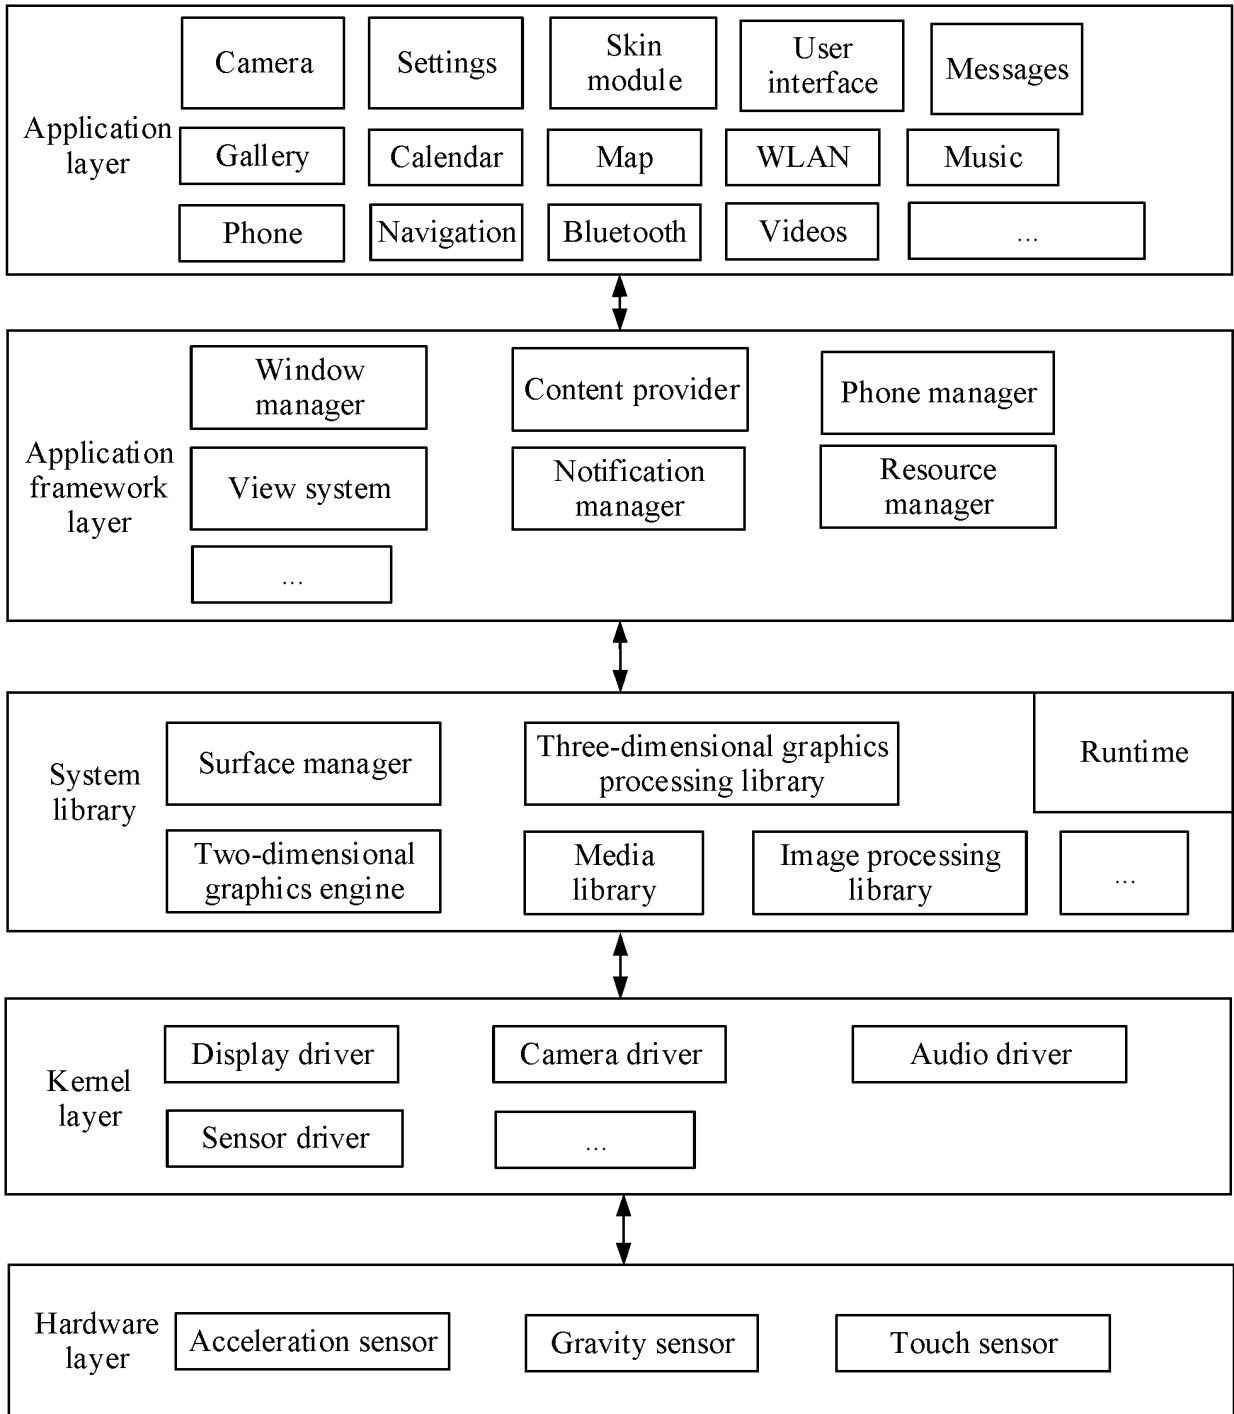 Application
layer
Camera
Settings
Skin
module
User
interface
Messages
Gallery
Calendar
Map
WLAN
Music
Phone
Navigation
Bluetooth
Videos
...
Application
framework
layer
Window
manager
Content provider
Phone manager
View system
Notification
manager
Resource
manager
...
System
library
Surface manager
Three-dimensional graphics
processing library
Runtime
Two-dimensional
graphics engine
Media
library
Image processing
library
...
Kernel
layer
Display driver
Camera driver
Audio driver
Sensor driver
...
Hardware
layer
Acceleration sensor
Gravity sensor
Touch sensor